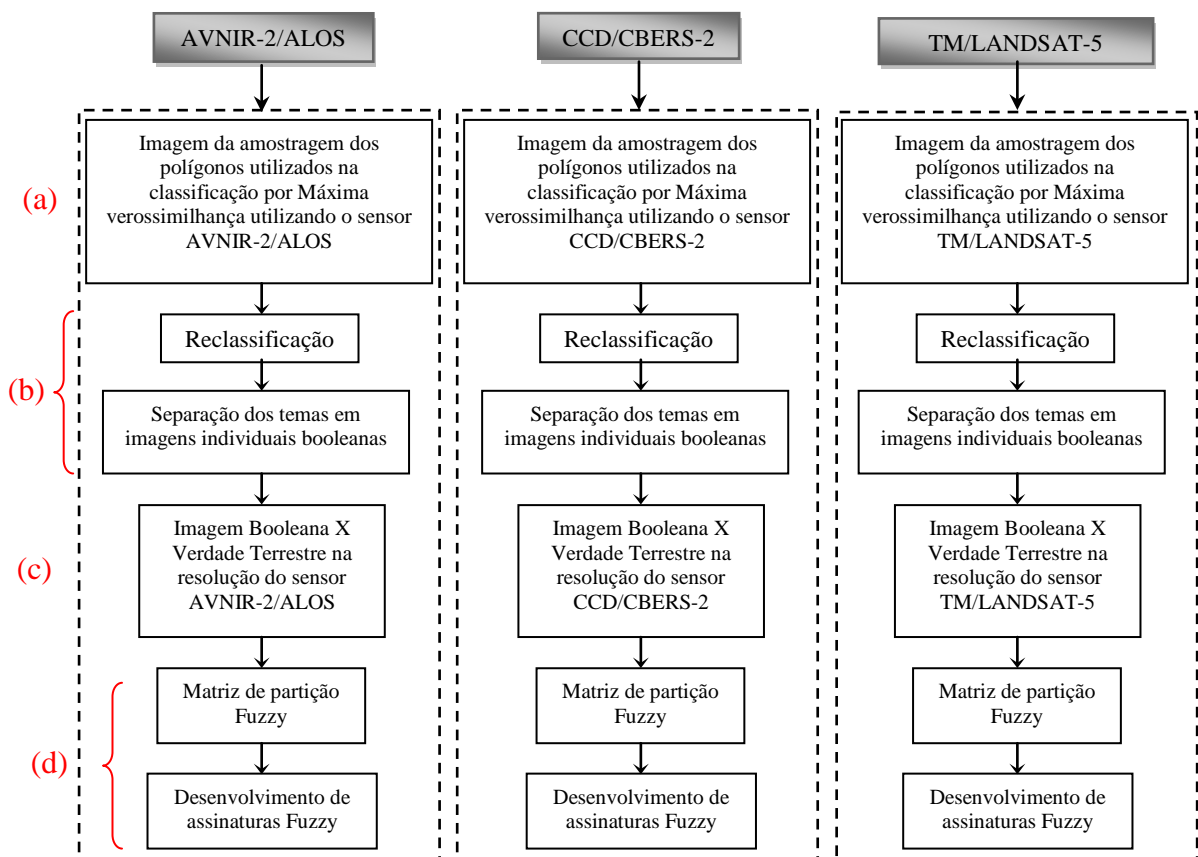 AVNIR-2/ALOS
CCD/CBERS-2
TM/LANDSAT-5
(a)
Imagem da amostragem dos
polígonos utilizados na
classificação por Máxima
verossimilhança utilizando o sensor
AVNIR-2/ALOS
Imagem da amostragem dos
polígonos utilizados na
classificação por Máxima
verossimilhança utilizando o sensor
CCD/CBERS-2
Imagem da amostragem dos
polígonos utilizados na
classificação por Máxima
verossimilhança utilizando o sensor
TM/LANDSAT-5
(b)
Reclassificação
Reclassificação
Reclassificação
Separação dos temas em
imagens individuais booleanas
Separação dos temas em
imagens individuais booleanas
Separação dos temas em
imagens individuais booleanas
(c)
Imagem Booleana X
Verdade Terrestre na
resolução do sensor
AVNIR-2/ALOS
Imagem Booleana X
Verdade Terrestre na
resolução do sensor
CCD/CBERS-2
Imagem Booleana X
Verdade Terrestre na
resolução do sensor
TM/LANDSAT-5
(d)
Matriz de partição
Fuzzy
Matriz de partição
Fuzzy
Matriz de partição
Fuzzy
Desenvolvimento de
assinaturas Fuzzy
Desenvolvimento de
assinaturas Fuzzy
Desenvolvimento de
assinaturas Fuzzy